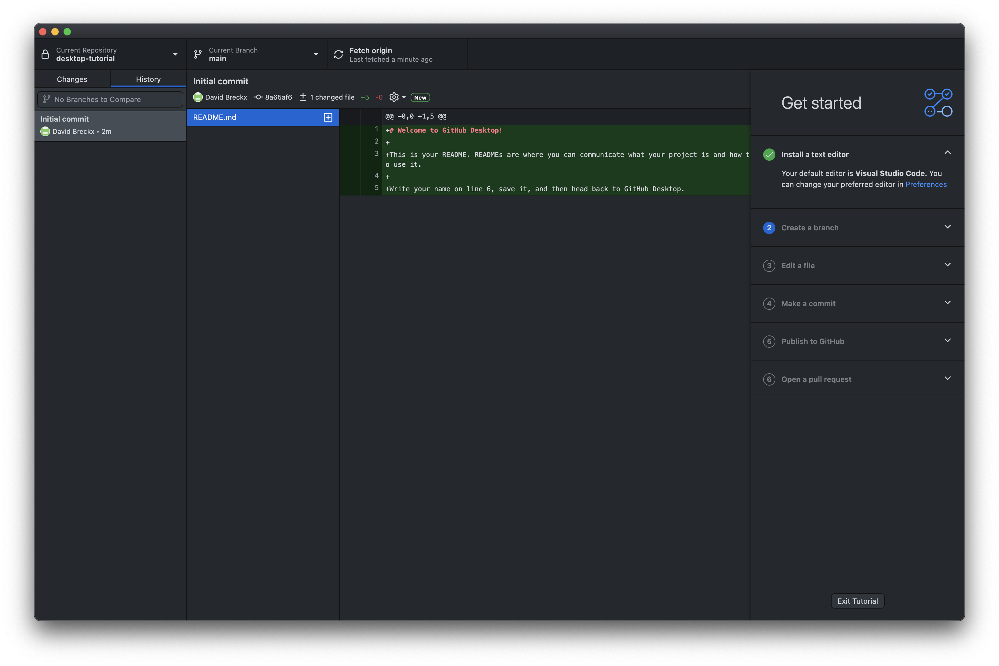 Current Repository
desktop-tutorial
Current Branch
main
Fetch origin
Last fetched a minute ago
Changes
History
No Branches to Compare
Initial commit
David Breckx • 2m
Initial commit
David Breckx 8a65af6 1 changed file +5 -0 New
README.md
@@ -0,0 +1,5 @@
1 +# Welcome to GitHub Desktop!
2 +
3 +This is your README. READMEs are where you can communicate what your project is and how t
o use it.
4 +
5 +Write your name on line 6, save it, and then head back to GitHub Desktop.
Get started
Install a text editor
Your default editor is Visual Studio Code. You
can change your preferred editor in Preferences
2 Create a branch
3 Edit a file
4 Make a commit
5 Publish to GitHub
6 Open a pull request
Exit Tutorial